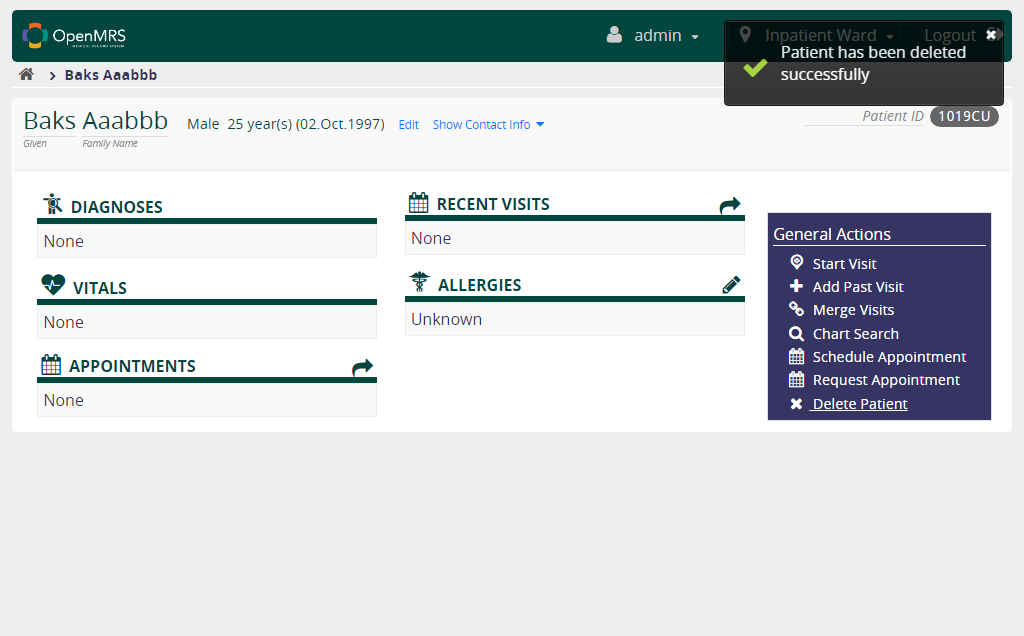 OpenMRS
MEDICAL RECORD SYSTEM
admin
Inpatient Ward
Logout
Patient has been deleted
successfully
Baks Aaabbb
Baks Aaabbb
Given
Family Name
Male 25 year(s) (02.Oct.1997)
Edit
Show Contact Info
Patient ID 1019CU
DIAGNOSES
None
VITALS
None
APPOINTMENTS
None
RECENT VISITS
None
ALLERGIES
Unknown
General Actions
Start Visit
Add Past Visit
Merge Visits
Chart Search
Schedule Appointment
Request Appointment
Delete Patient